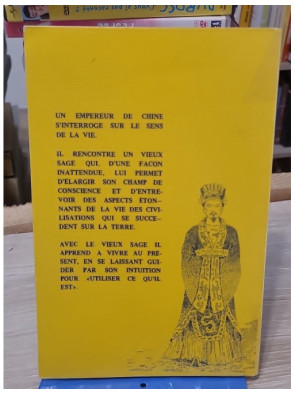 UN EMPEREUR DE CHINE
S'INTERROGE SUR LE SENS
DE LA VIE.
IL RENCONTRE UN VIEUX
SAGE QUI, D'UNE FACON
INATTENDUE, LUI PERMET
D'ÉLARGIR SON CHAMP DE
CONSCIENCE ET D'ENTRE-
VOIR DES ASPECTS ÉTON-
NANTS DE LA VIE DES CIVI-
LISATIONS QUI SE SUCCE-
DENT SUR LA TERRE.
AVEC LE VIEUX SAGE IL
APPREND A VIVRE AU PRÉ-
SENT, EN SE LAISSANT GUI-
DER PAR SON INTUITION
POUR «UTILISER CE QU'IL
EST».